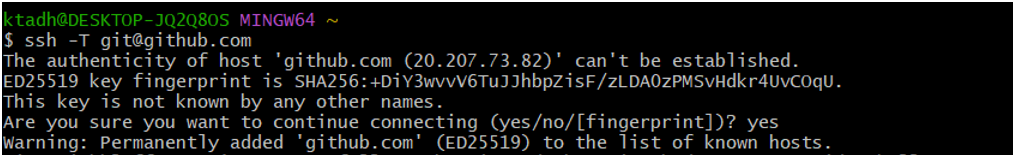 ktadh@DESKTOP-JQ2Q8OS MINGW64 ~
$ ssh -T git@github.com
The authenticity of host 'github.com (20.207.73.82)' can't be established.
ED25519 key fingerprint is SHA256:+DiY3wvvV6TuJJhbpZisF/zLDA0zPMSvHdkr4UvCOqU.
This key is not known by any other names.
Are you sure you want to continue connecting (yes/no/[fingerprint])? yes
Warning: Permanently added 'github.com' (ED25519) to the list of known hosts.